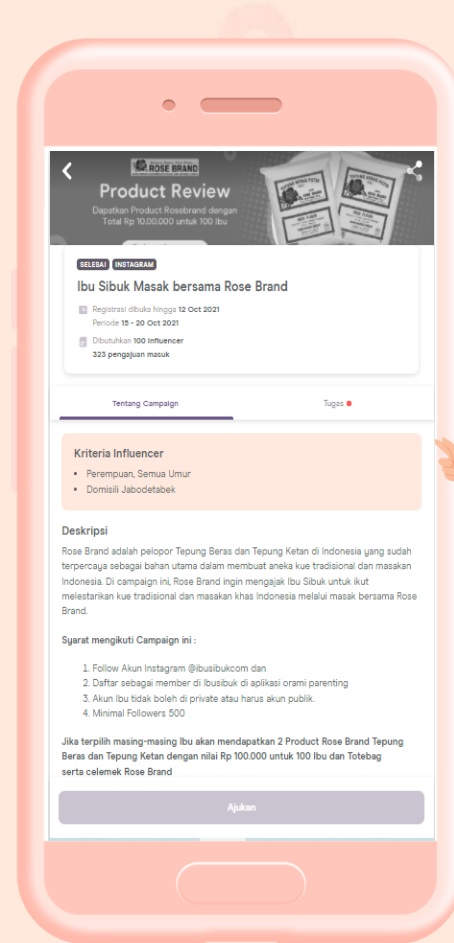 ROSE BRAND
Product Review
Dapatkan Product Rosebrand dengan
Total Rp 10.00.000 untuk 100 Ibu
TEPUNG BERAS PUTIH
ROSE BRAND
SELESAI INSTAGRAM
Ibu Sibuk Masak bersama Rose Brand
Registrasi dibuka hingga 12 Oct 2021
Periode 15 - 20 Oct 2021
Dibutuhkan 100 Influencer
323 pengajuan masuk
Tentang Campaign
Tugas
Kriteria Influencer
• Perempuan, Semua Umur
• Domisili Jabodetabek
Deskripsi
Rose Brand adalah pelopor Tepung Beras dan Tepung Ketan di Indonesia yang sudah
terpercaya sebagai bahan utama dalam membuat aneka kue tradisional dan masakan
Indonesia. Di campaign ini, Rose Brand ingin mengajak Ibu Sibuk untuk ikut
melestarikan kue tradisional dan masakan khas Indonesia melalui masak bersama Rose
Brand.
Syarat mengikuti Campaign ini :
1. Follow Akun Instagram @ibusibukcom dan
2. Daftar sebagai member di Ibusibuk di aplikasi orami parenting
3. Akun Ibu tidak boleh di private atau harus akun publik.
4. Minimal Followers 500
Jika terpilih masing-masing Ibu akan mendapatkan 2 Product Rose Brand Tepung
Beras dan Tepung Ketan dengan nilai Rp 100.000 untuk 100 Ibu dan Totebag
serta celemek Rose Brand
Ajukan